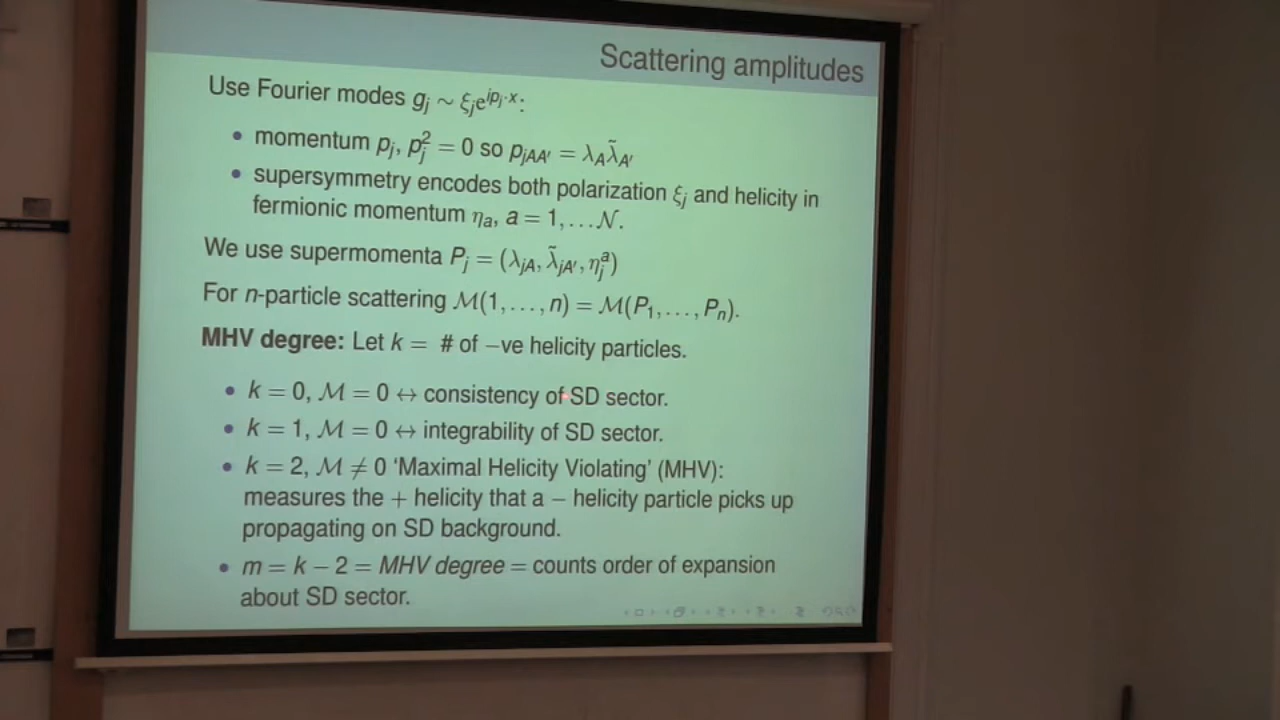 Scattering amplitudes
Use Fourier modes g_j ∼ ξ_j e^{ip_j·x}:
• momentum p_j, p_j^2 = 0 so p_{jAA'} = λ_A λ̃_{A'}
• supersymmetry encodes both polarization ξ_j and helicity in
fermionic momentum η_a, a = 1, … 𝒩.
We use supermomenta P_j = (λ_{jA}, λ̃_{jA'}, η_j^a)
For n-particle scattering ℳ(1, …, n) = ℳ(P_1, …, P_n).
MHV degree: Let k = # of −ve helicity particles.
• k = 0, ℳ = 0 ↔ consistency of SD sector.
• k = 1, ℳ = 0 ↔ integrability of SD sector.
• k = 2, ℳ ≠ 0 'Maximal Helicity Violating' (MHV):
measures the + helicity that a − helicity particle picks up
propagating on SD background.
• m = k − 2 = MHV degree = counts order of expansion
about SD sector.